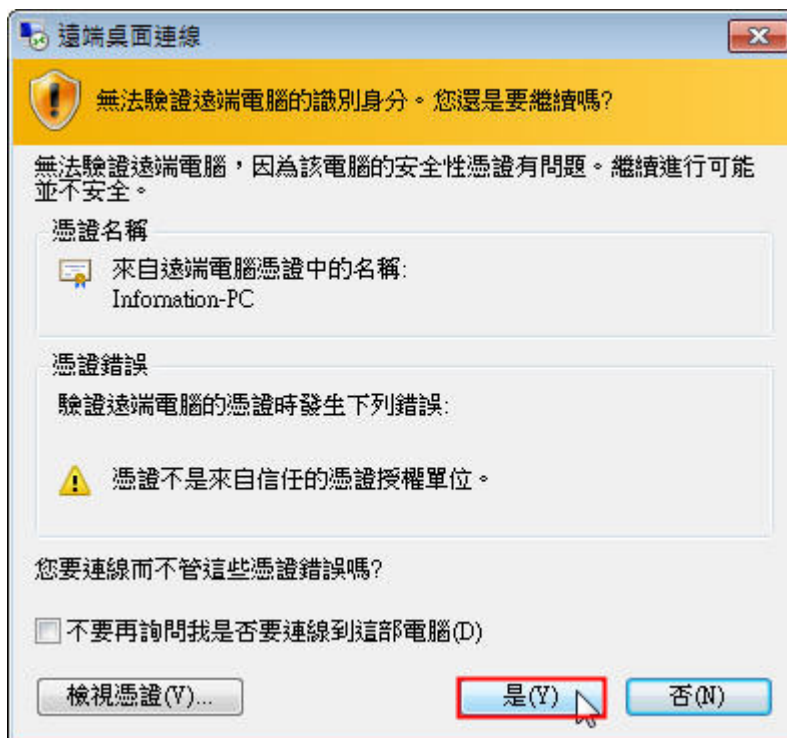 遠端桌面連線
無法驗證遠端電腦的識別身分。您還是要繼續嗎?
無法驗證遠端電腦，因為該電腦的安全性憑證有問題。繼續進行可能
並不安全。
憑證名稱
來自遠端電腦憑證中的名稱:
Infomation-PC
憑證錯誤
驗證遠端電腦的憑證時發生下列錯誤:
憑證不是來自信任的憑證授權單位。
您要連線而不管這些憑證錯誤嗎?
不要再詢問我是否要連線到這部電腦(D)
檢視憑證(V)... 是(Y) 否(N)